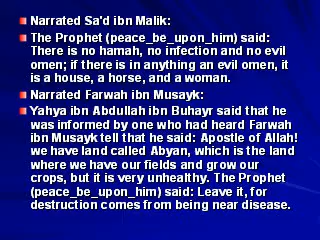 Narrated Sa'd ibn Malik:
The Prophet (peace_be_upon_him) said:
There is no hamah, no infection and no evil
omen; if there is in anything an evil omen, it
is a house, a horse, and a woman.
Narrated Farwah ibn Musayk:
Yahya ibn Abdullah ibn Buhayr said that he
was informed by one who had heard Farwah
ibn Musayk tell that he said: Apostle of Allah!
we have land called Abyan, which is the land
where we have our fields and grow our
crops, but it is very unhealthy. The Prophet
(peace_be_upon_him) said: Leave it, for
destruction comes from being near disease.